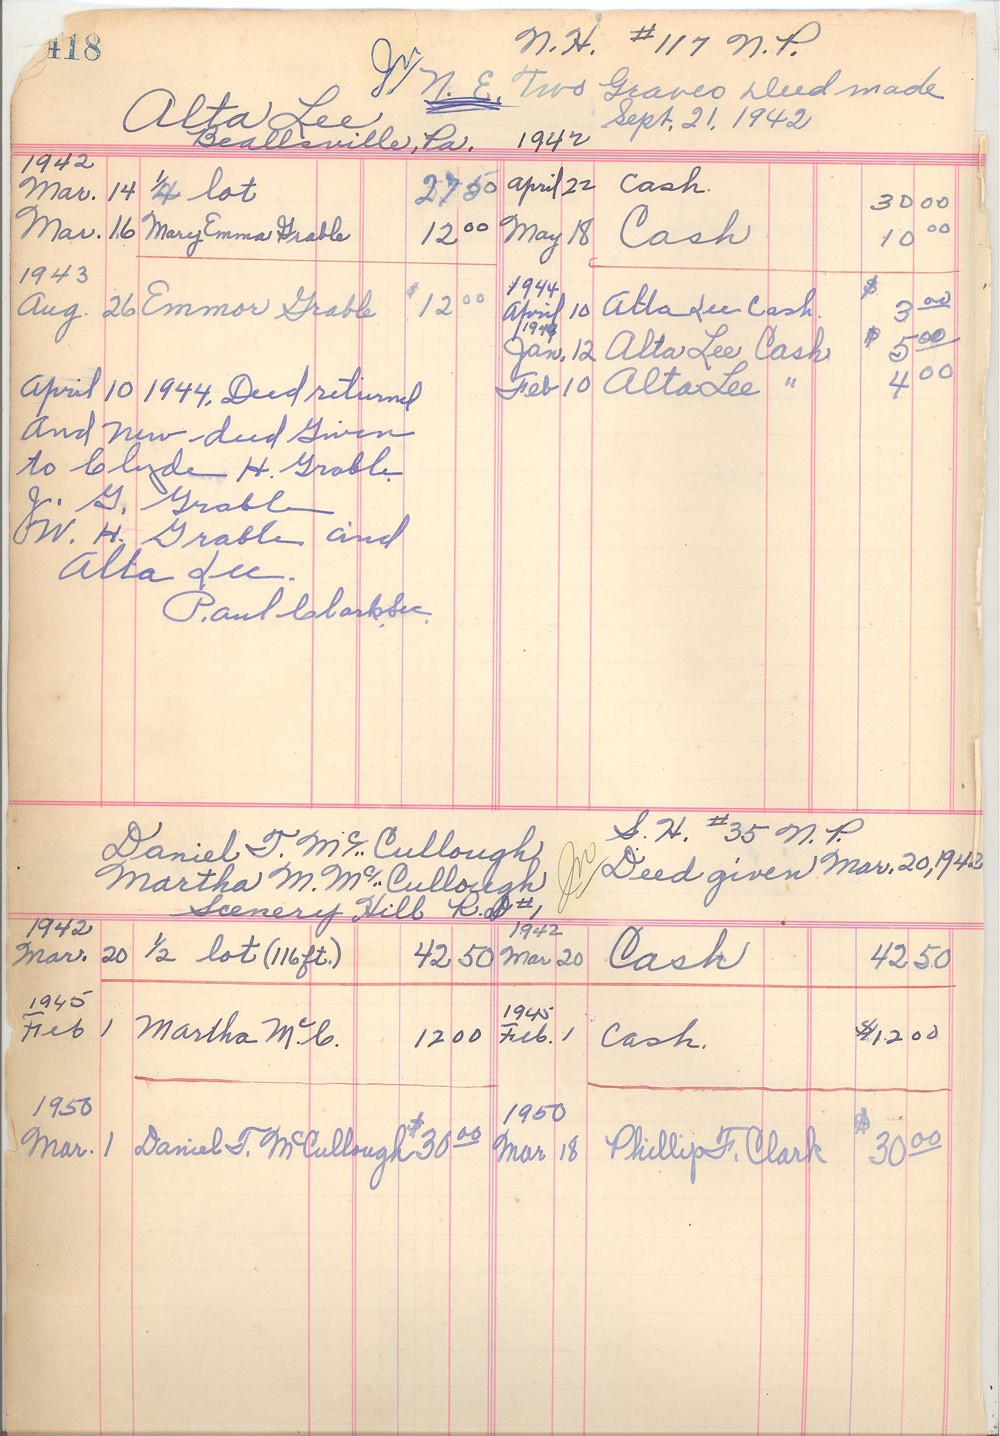 418
N.H. #117 N.P.
N.E. Two Graves Deed made
Sept. 21, 1942
Alta Lee
Beallsville, Pa. 1942
1942
Mar. 14 lot 27 50 April 22 Cash. 30 00
Mar. 16 Mary Emma Grable 12 00 May 18 Cash 10 00
1943 1944
Aug. 26 Emmor Grable $ 12 00 April 10 Alta Lee Cash. $ 3 00
Jan. 12 Alta Lee Cash $ 5 00
Feb 10 Alta Lee " 4 00
April 10 1944. Deed returned
and new deed Given
to Clyde H. Grable
J. G. Grable
W. H. Grable and
Alta Lee.
Paul Clark, Sec.
S. H. #35 N.P.
Daniel T. McCullough
Deed given Mar. 20, 1942
Martha M. McCullough
Scenery Hill R.D. #1
1942 1942
Mar. 20 1/2 lot (116 ft.) 42 50 Mar 20 Cash 42 50
1945 1945
Feb 1 Martha McC. 12 00 Feb. 1 Cash. $12 00
1950 1950
Mar. 1 Daniel T. McCullough $30 00 Mar 18 Phillip F. Clark $ 30 00